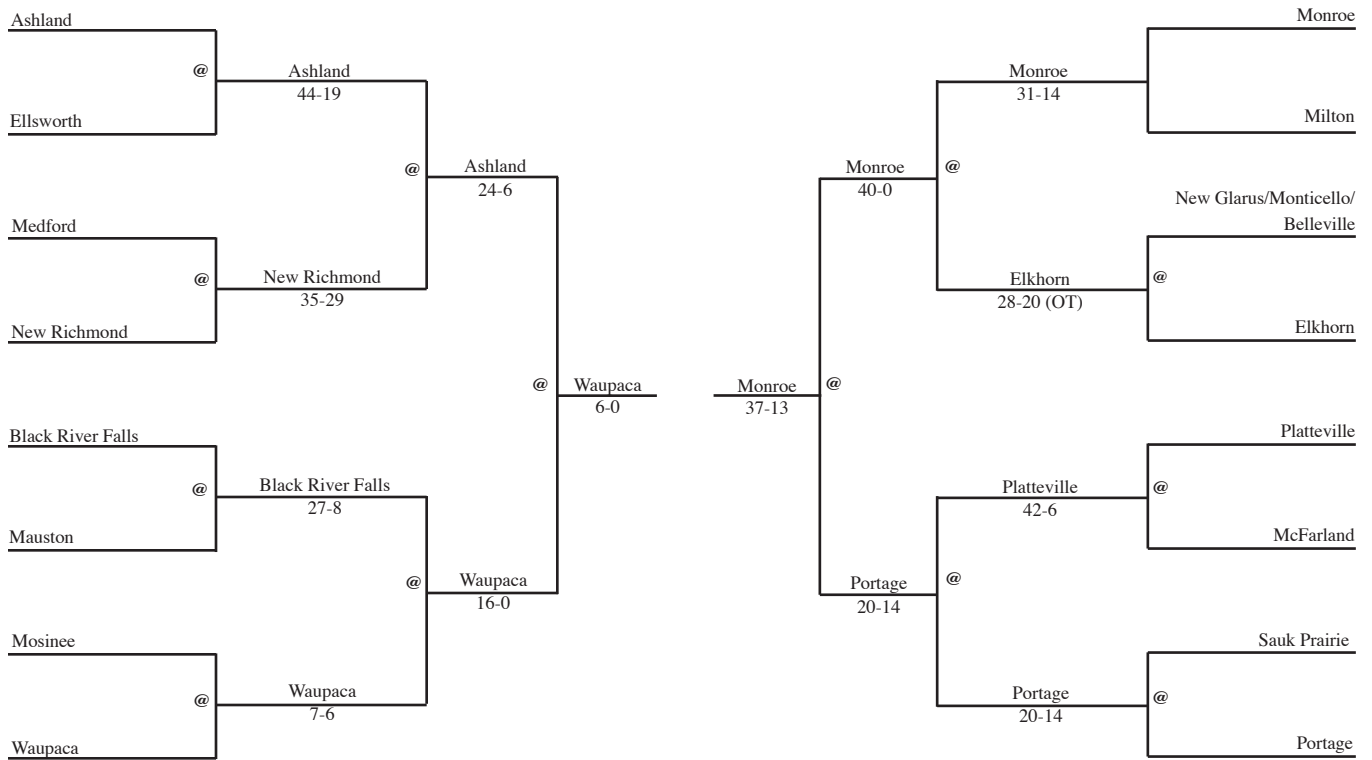 Ashland
@
Ashland
44-19
Ellsworth
@
Ashland
24-6
Medford
@
New Richmond
35-29
New Richmond
@
Waupaca
6-0
Black River Falls
@
Black River Falls
27-8
Mauston
@
Waupaca
16-0
Mosinee
@
Waupaca
7-6
Waupaca
Monroe
Monroe
31-14
Milton
Monroe
40-0
@
New Glarus/Monticello/
Belleville
Elkhorn
28-20 (OT)
@
Elkhorn
Monroe
37-13
@
Platteville
Platteville
42-6
@
McFarland
Portage
20-14
@
Sauk Prairie
Portage
20-14
@
Portage